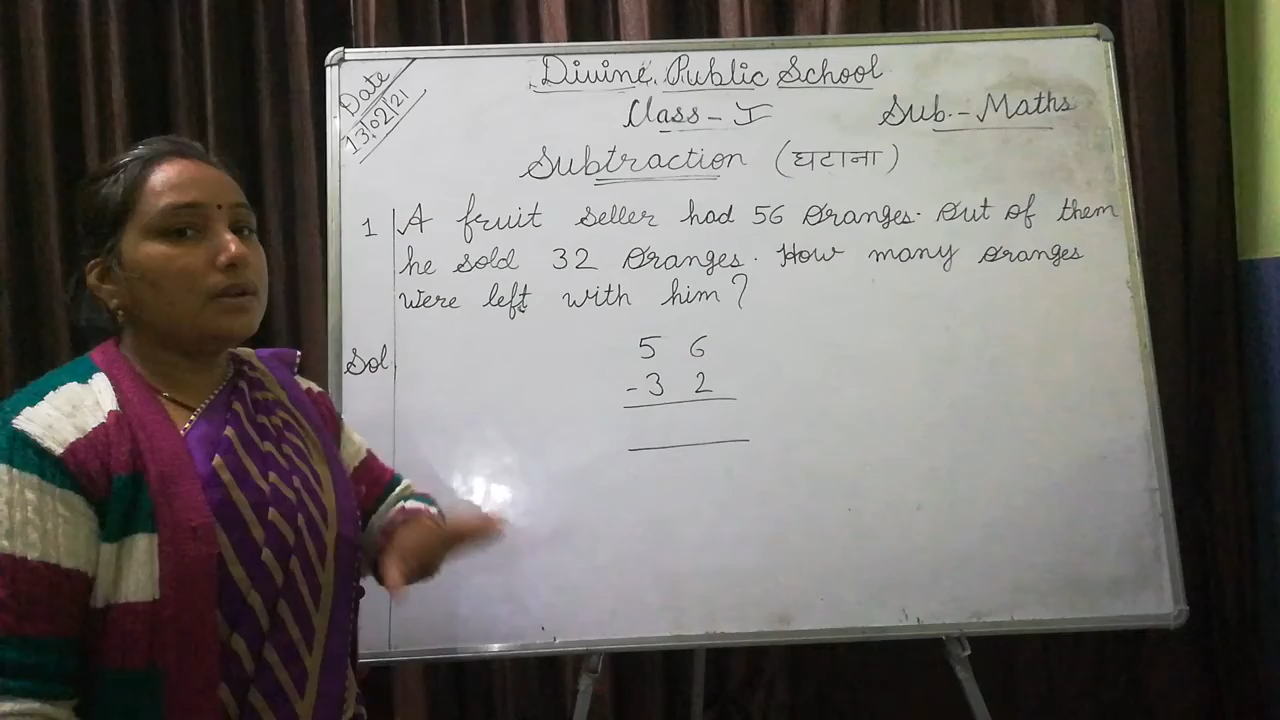 Date
13/02/21
Divine Public School
Class - I
Sub. - Maths
Subtraction (घटाना)
1 A fruit seller had 56 Oranges. Out of them
he sold 32 Oranges. How many oranges
were left with him?
Sol
5 6
- 3 2